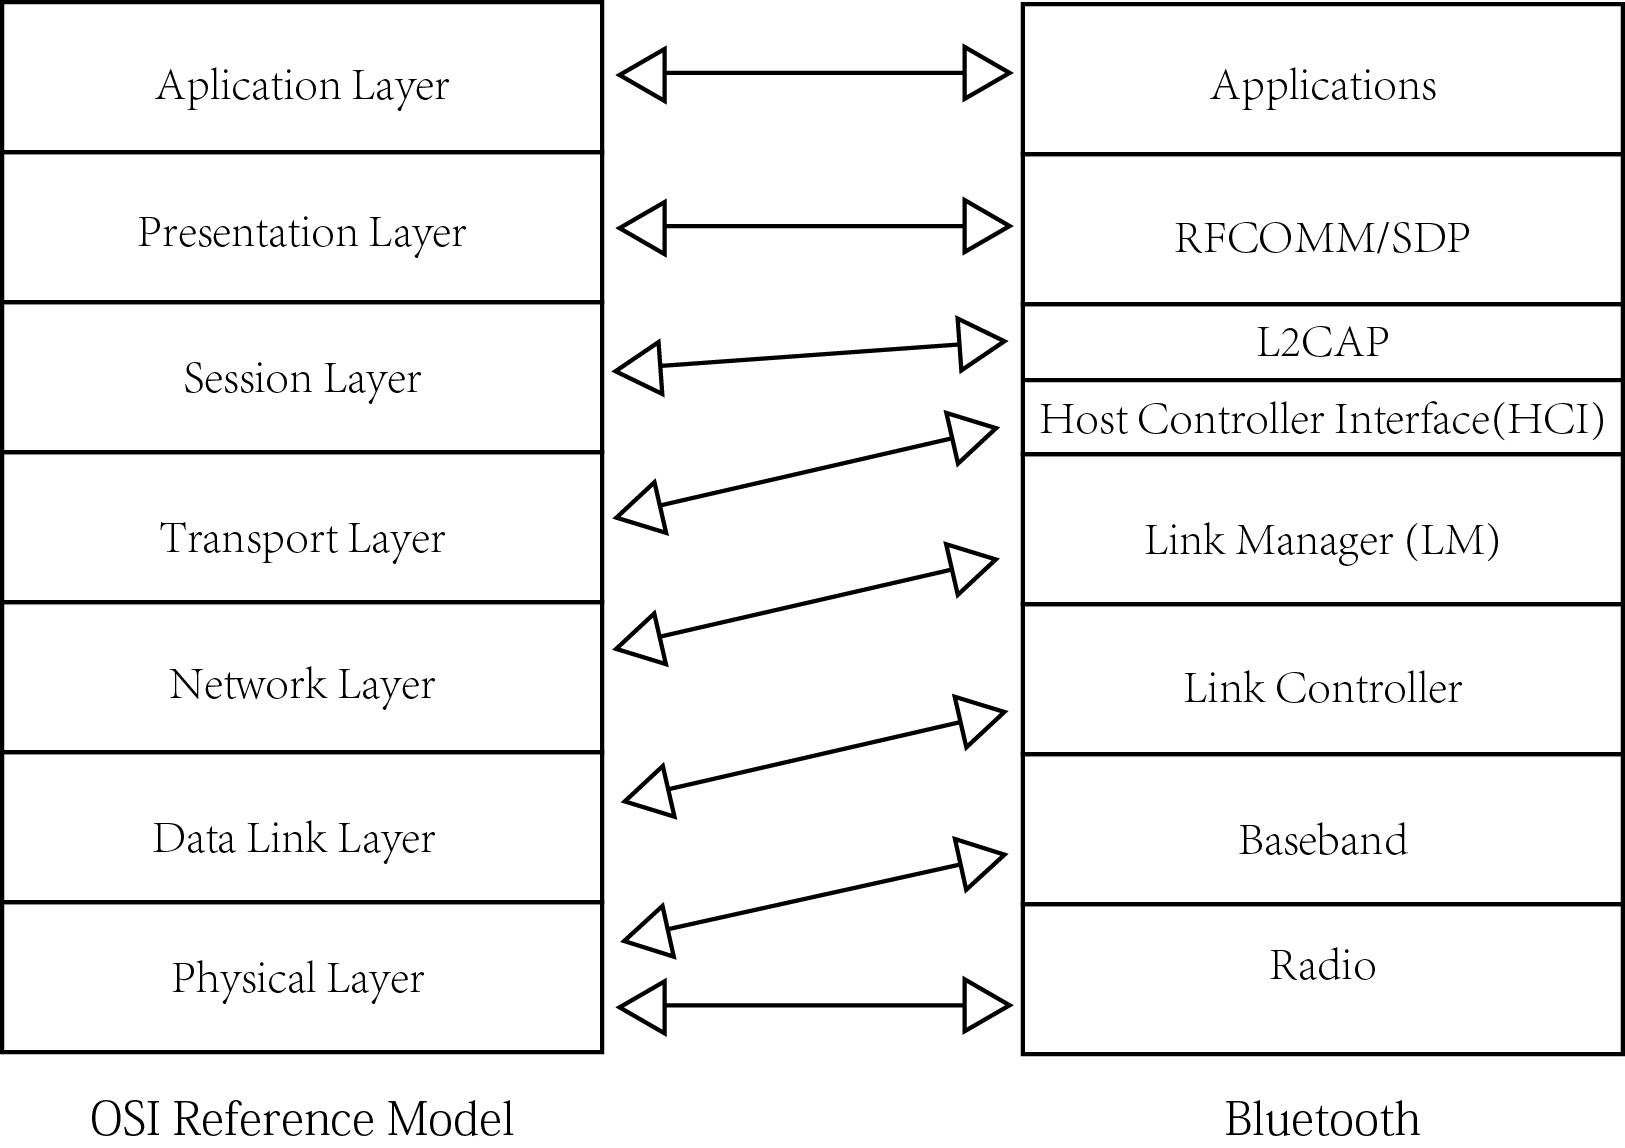 Aplication Layer
Presentation Layer
Session Layer
Transport Layer
Network Layer
Data Link Layer
Physical Layer
OSI Reference Model
Applications
RFCOMM/SDP
L2CAP
Host Controller Interface(HCI)
Link Manager (LM)
Link Controller
Baseband
Radio
Bluetooth